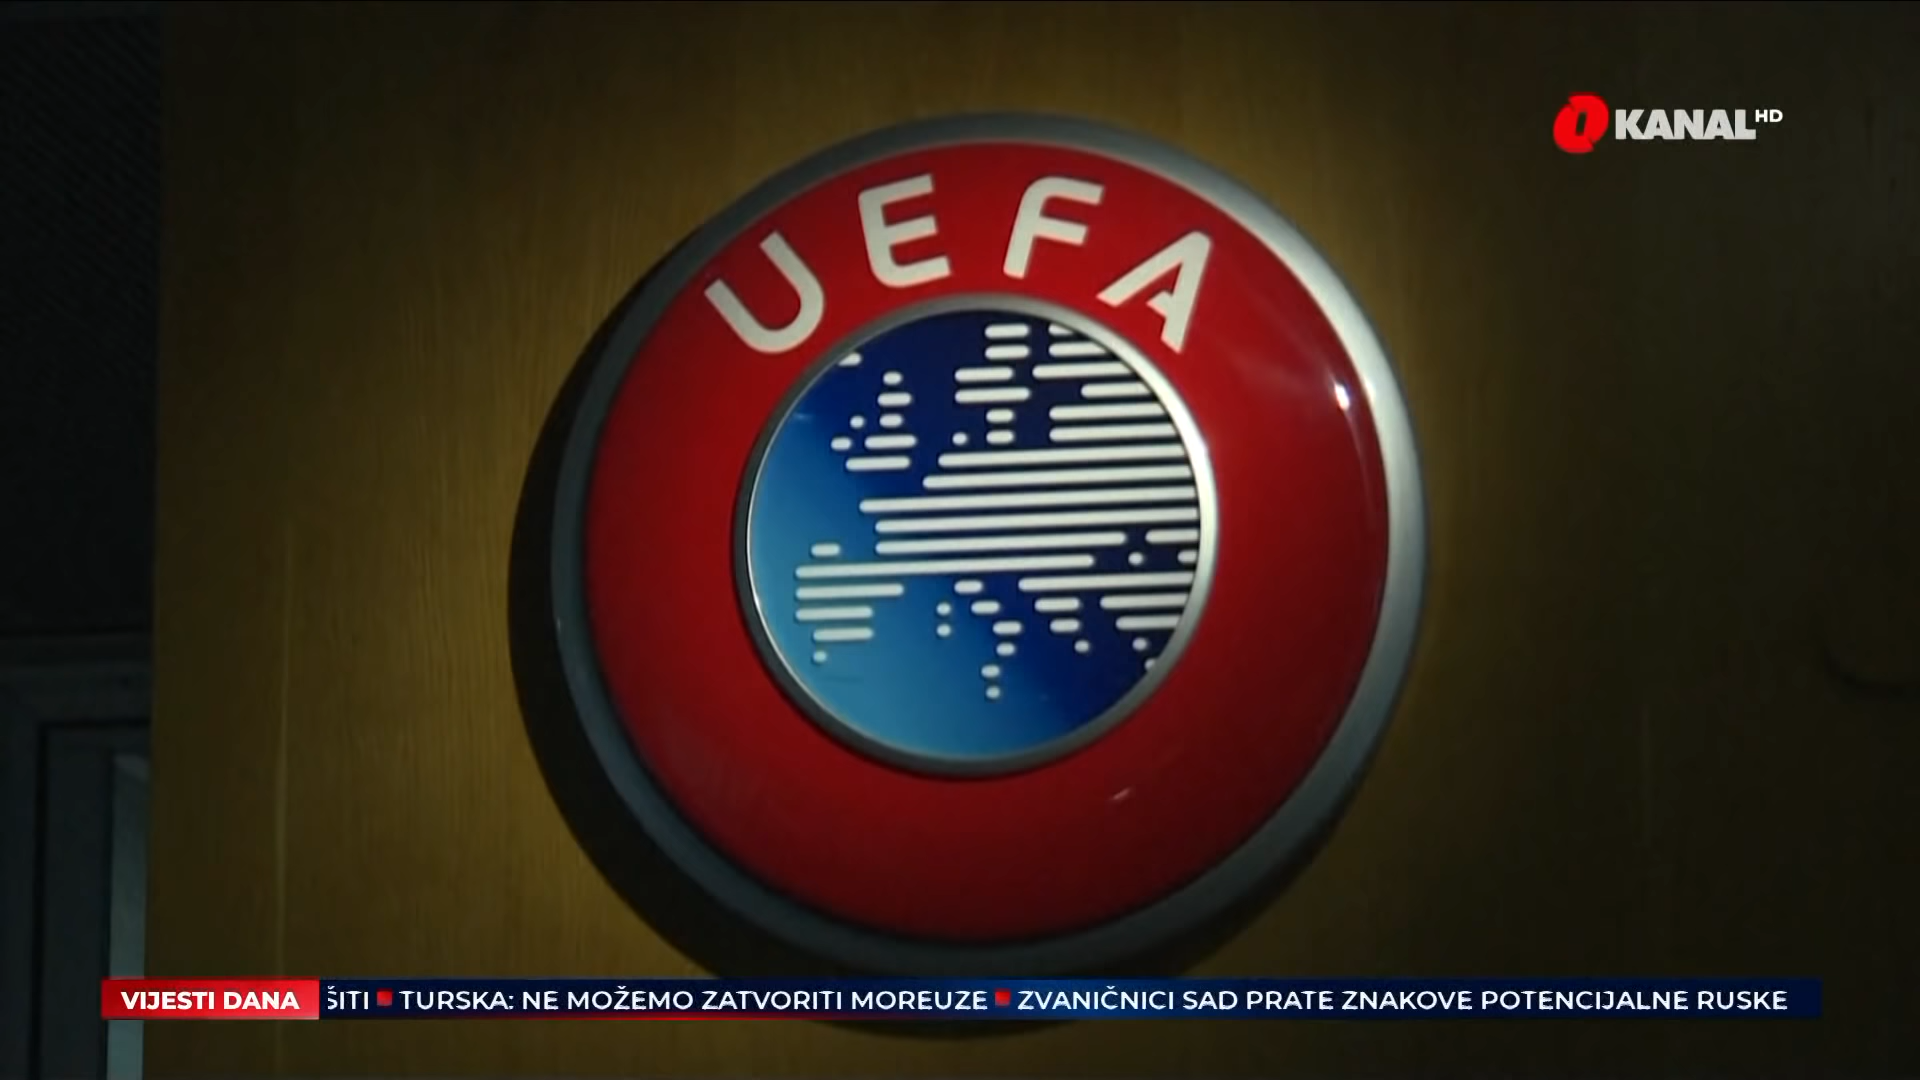 KANAL HD
UEFA
VIJESTI DANA
ŠITI ▪ TURSKA: NE MOŽEMO ZATVORITI MOREUZE ▪ ZVANIČNICI SAD PRATE ZNAKOVE POTENCIJALNE RUSKE